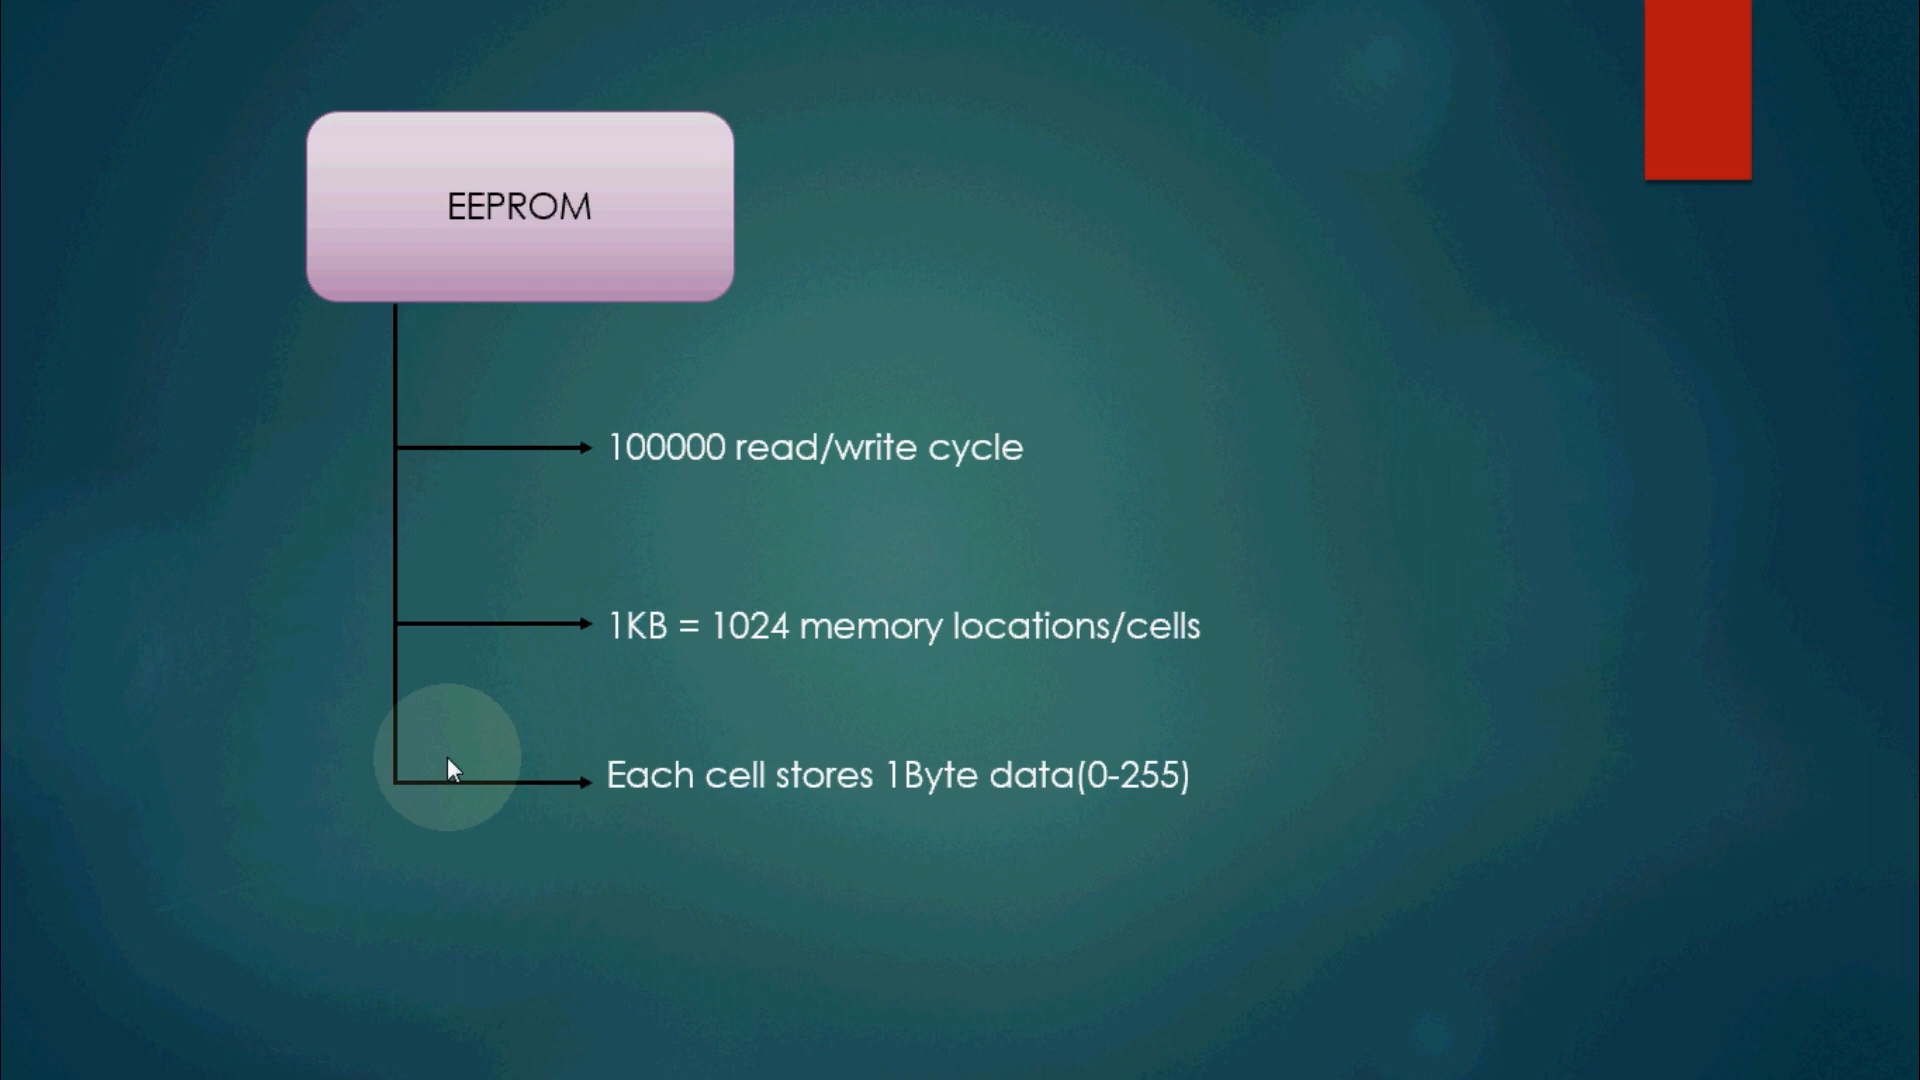 EEPROM
100000 read/write cycle
1KB = 1024 memory locations/cells
Each cell stores 1Byte data(0-255)